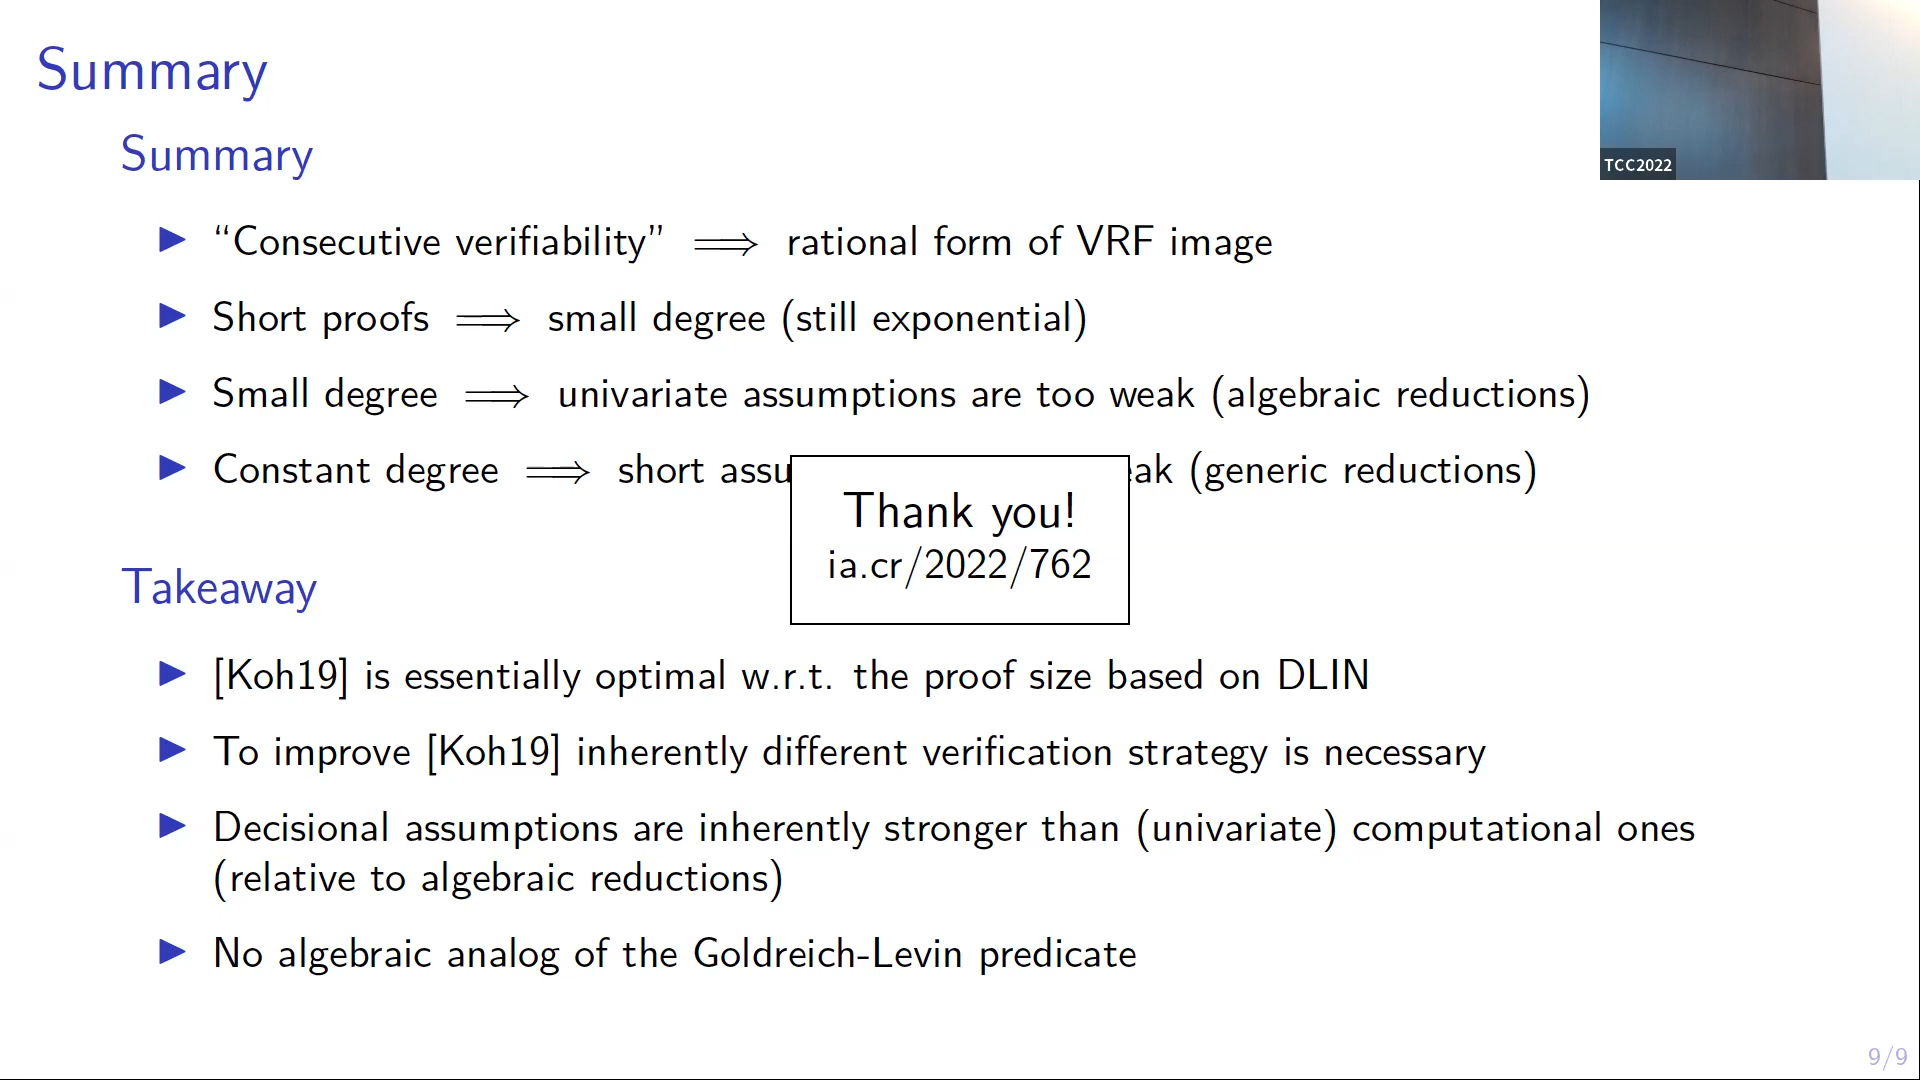 Summary
TCC2022
Summary
▶ “Consecutive verifiability” ⟹ rational form of VRF image
▶ Short proofs ⟹ small degree (still exponential)
▶ Small degree ⟹ univariate assumptions are too weak (algebraic reductions)
▶ Constant degree ⟹ short (generic reductions)
Thank you!
ia.cr/2022/762
Takeaway
▶ [Koh19] is essentially optimal w.r.t. the proof size based on DLIN
▶ To improve [Koh19] inherently different verification strategy is necessary
▶ Decisional assumptions are inherently stronger than (univariate) computational ones
(relative to algebraic reductions)
▶ No algebraic analog of the Goldreich-Levin predicate
9/9